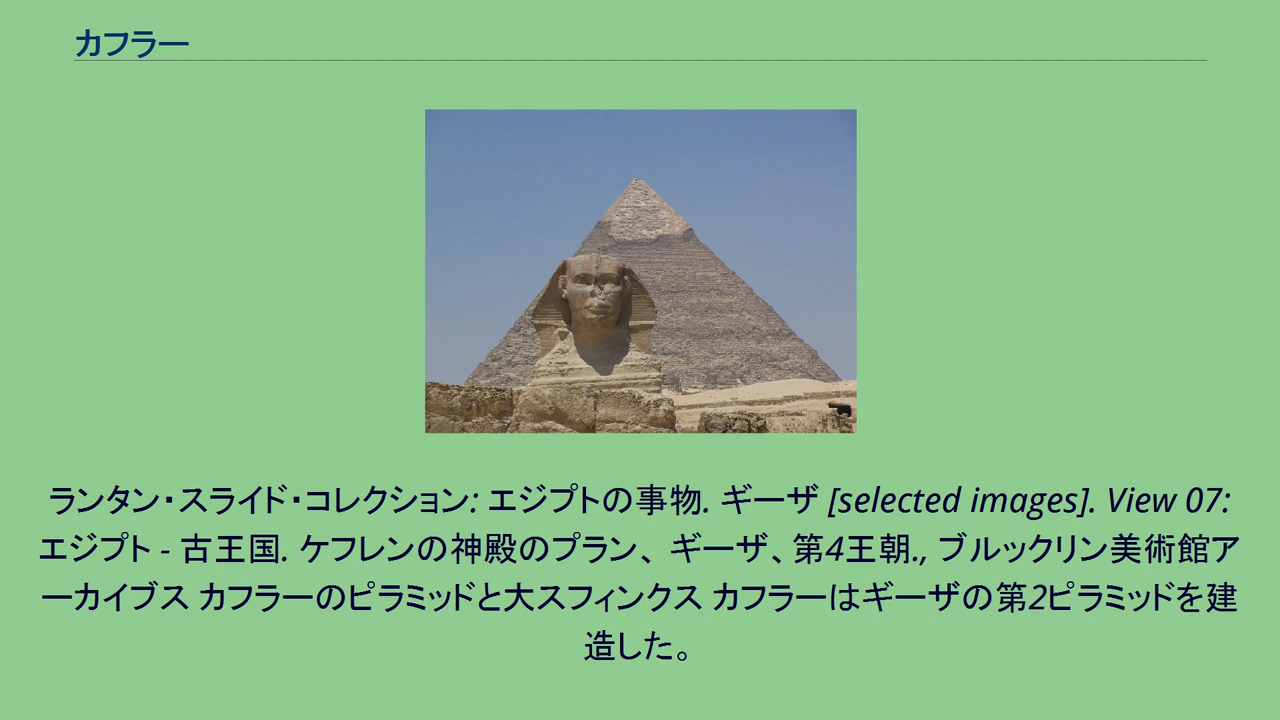 カフラー
ランタン・スライド・コレクション: エジプトの事物. ギーザ [selected images]. View 07:
エジプト - 古王国. ケフレンの神殿のプラン、ギーザ、第4王朝., ブルックリン美術館ア
ーカイブス カフラーのピラミッドと大スフィンクス カフラーはギーザの第2ピラミッドを建
造した。